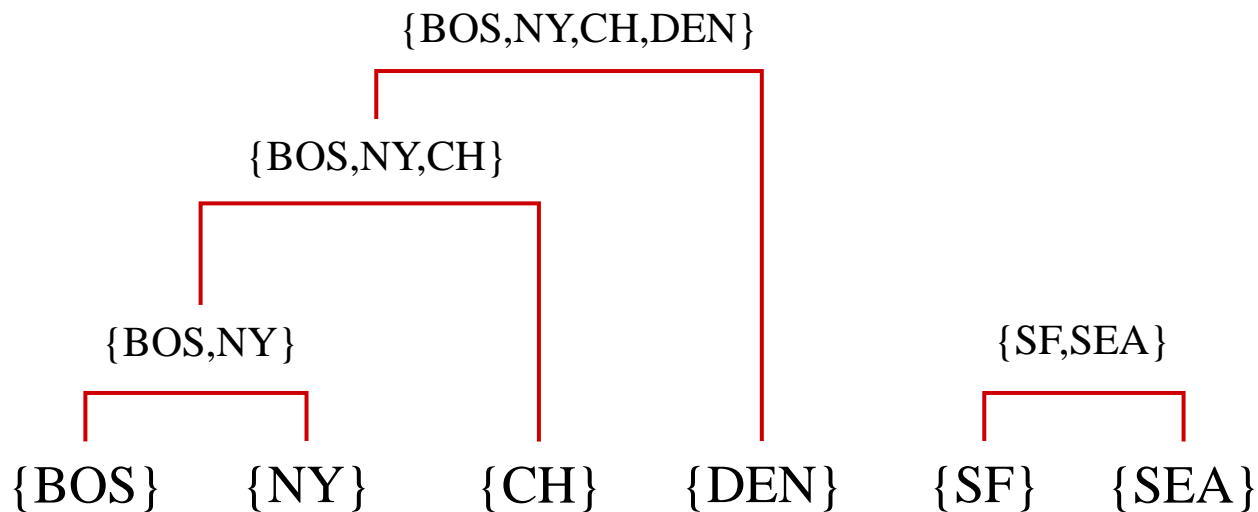 {BOS,NY,CH,DEN}
{BOS,NY,CH}
{BOS,NY} {SF,SEA}
{BOS} {NY} {CH} {DEN} {SF} {SEA}